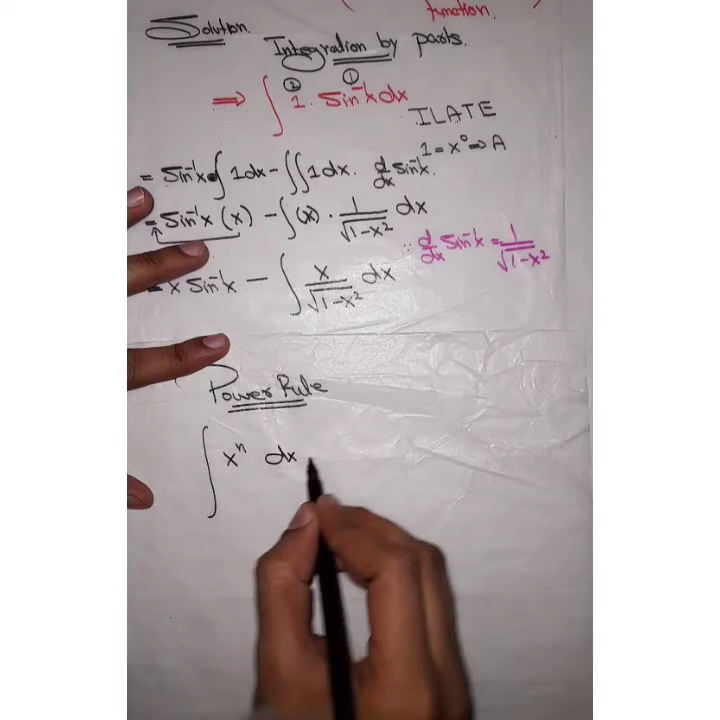 function.
Solution.
Integration by parts.
② ①
⇒ ∫ 1. Sin⁻¹x dx
ILATE
1 = x⁰ ⇒ A
= Sin⁻¹x ∫ 1dx - ∫∫ 1dx. d/dx Sin⁻¹x.
= Sin⁻¹x (x) - ∫(x) . 1/√1-x² dx
∵ d/dx Sin⁻¹x = 1/√1-x²
= x Sin⁻¹x - ∫ x/√1-x² dx
Power Rule
∫ xⁿ dx